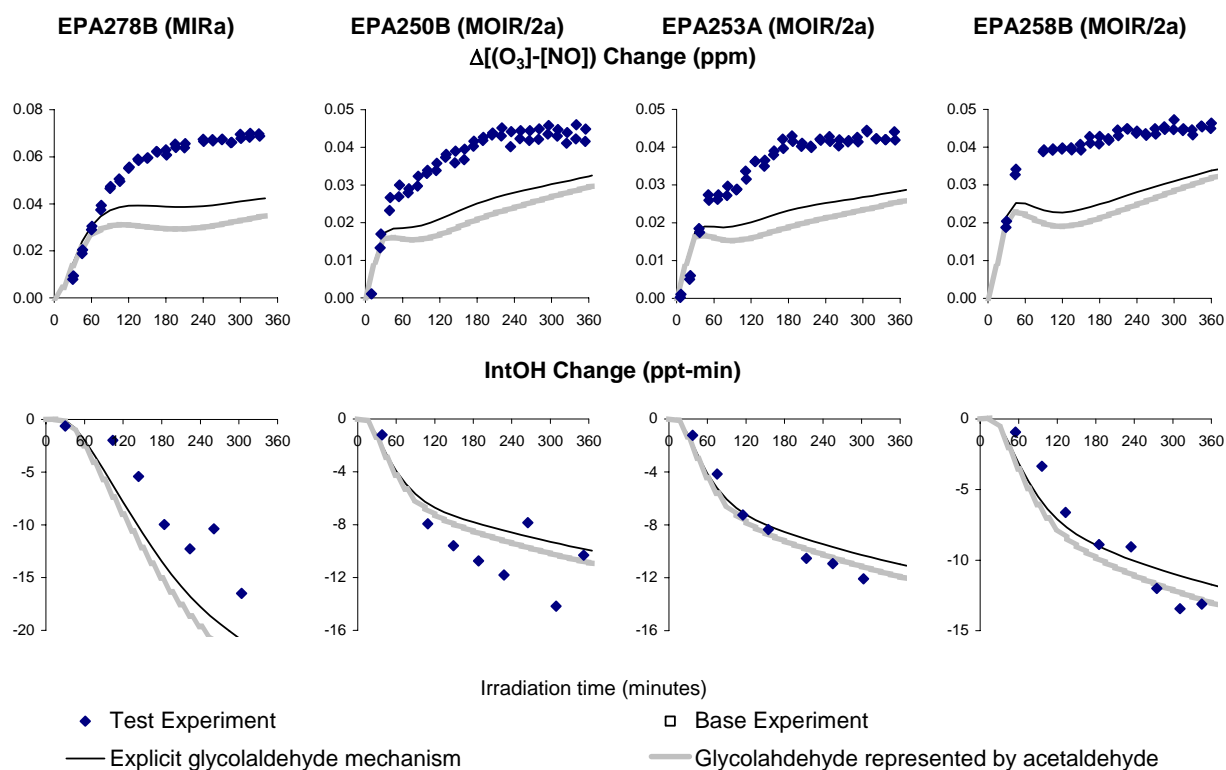 EPA278B (MIRa) EPA250B (MOIR/2a) EPA253A (MOIR/2a) EPA258B (MOIR/2a)
Δ[(O3]-[NO]) Change (ppm)
0.08 0.05 0.05 0.05
0.06 0.04 0.04 0.04
0.04 0.03 0.03 0.03
0.02 0.02 0.02 0.02
0.00 0.01 0.01 0.01
0.00 0.00 0.00
0 60 120 180 240 300 360 0 60 120 180 240 300 360 0 60 120 180 240 300 360 0 60 120 180 240 300 360
IntOH Change (ppt-min)
0 0 0 0
0 60 120 180 240 300 360 0 60 120 180 240 300 360 0 60 120 180 240 300 360 0 60 120 180 240 300 360
-5 -4 -4 -5
-10 -8 -8 -10
-15 -12 -12 -15
-20 -16 -16
Irradiation time (minutes)
Test Experiment Base Experiment
Explicit glycolaldehyde mechanism Glycolahdehyde represented by acetaldehyde